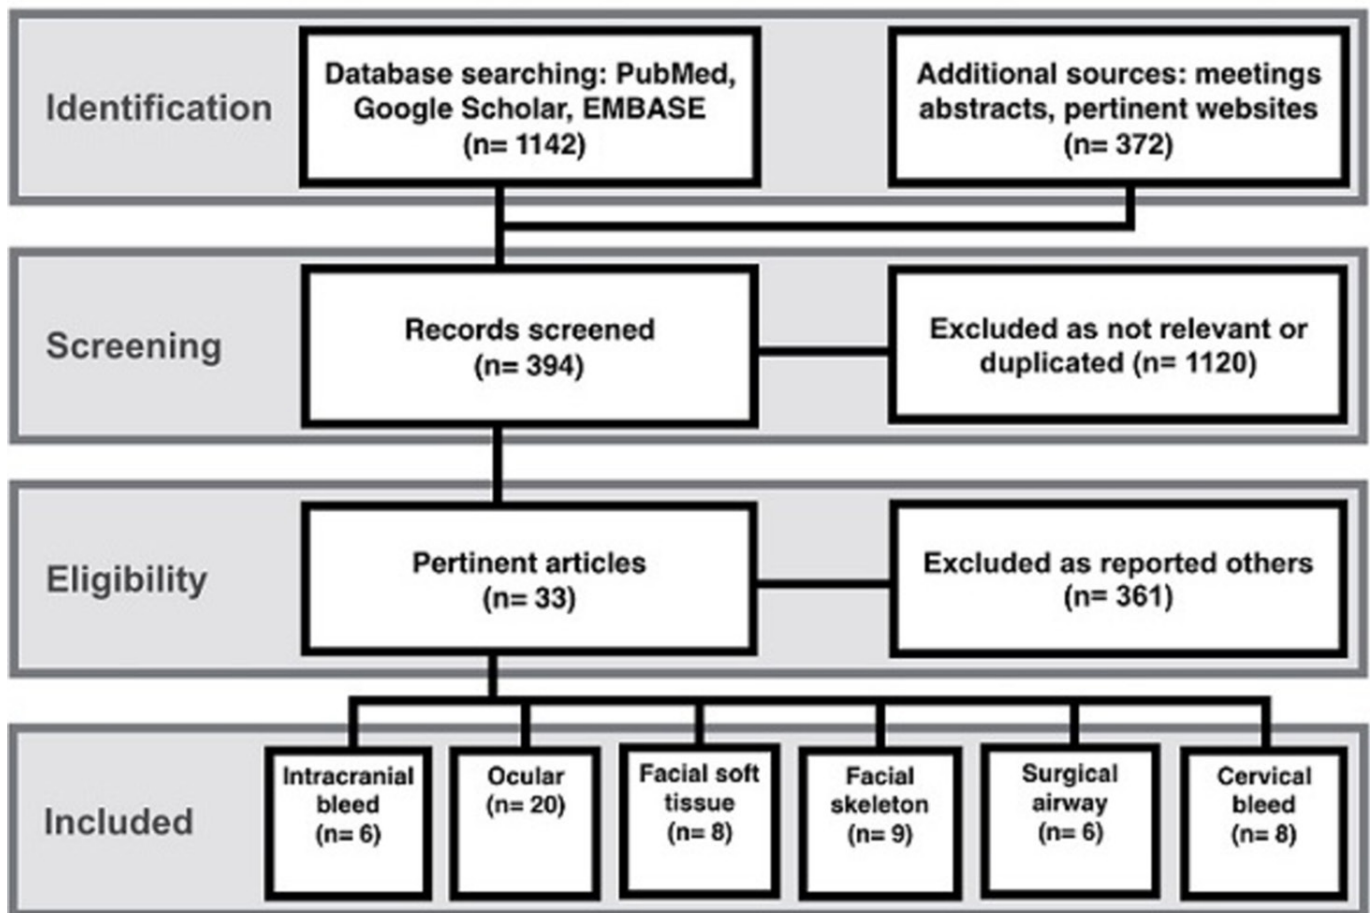 Identification
Database searching: PubMed,
Google Scholar, EMBASE
(n= 1142)
Additional sources: meetings
abstracts, pertinent websites
(n= 372)
Screening
Records screened
(n= 394)
Excluded as not relevant or
duplicated (n= 1120)
Eligibility
Pertinent articles
(n= 33)
Excluded as reported others
(n= 361)
Included
Intracranial
bleed
(n= 6)
Ocular
(n= 20)
Facial soft
tissue
(n= 8)
Facial
skeleton
(n= 9)
Surgical
airway
(n= 6)
Cervical
bleed
(n= 8)